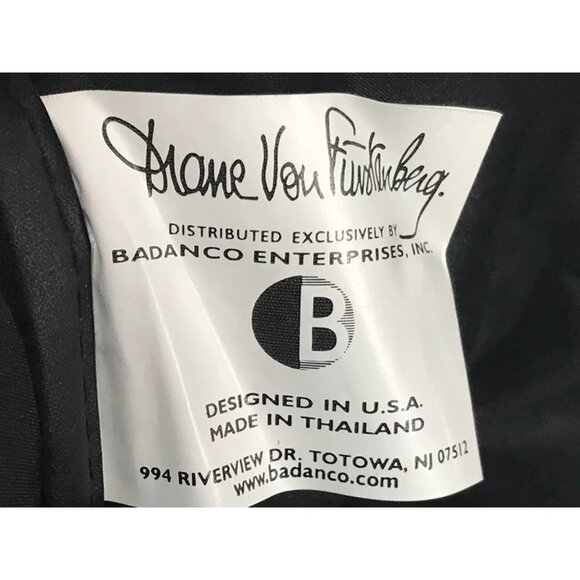 Diane Von Fürstenberg.
DISTRIBUTED EXCLUSIVELY BY
BADANCO ENTERPRISES, INC.
B
DESIGNED IN U.S.A.
MADE IN THAILAND
994 RIVERVIEW DR. TOTOWA, NJ 07512
www.badanco.com